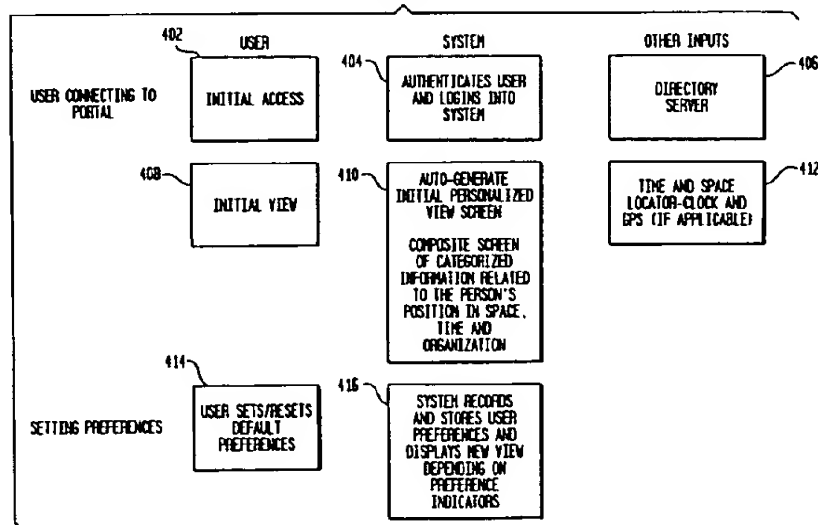 402
USER
SYSTEM
OTHER INPUTS
USER CONNECTING TO
PORTAL
INITIAL ACCESS
404
AUTHENTICATES USER
AND LOGINS INTO
SYSTEM
406
DIRECTORY
SERVER
408
INITIAL VIEW
410
AUTO-GENERATE
INITIAL PERSONALIZED
VIEW SCREEN
COMPOSITE SCREEN
OF CATEGORIZED
INFORMATION RELATED
TO THE PERSON'S
POSITION IN SPACE,
TIME AND
ORGANIZATION
412
TIME AND SPACE
LOCATOR-CLOCK AND
GPS (IF APPLICABLE)
SETTING PREFERENCES
414
USER SETS/RESETS
DEFAULT
PREFERENCES
416
SYSTEM RECORDS
AND STORES USER
PREFERENCES AND
DISPLAYS NEW VIEW
DEPENDING ON
PREFERENCE
INDICATORS